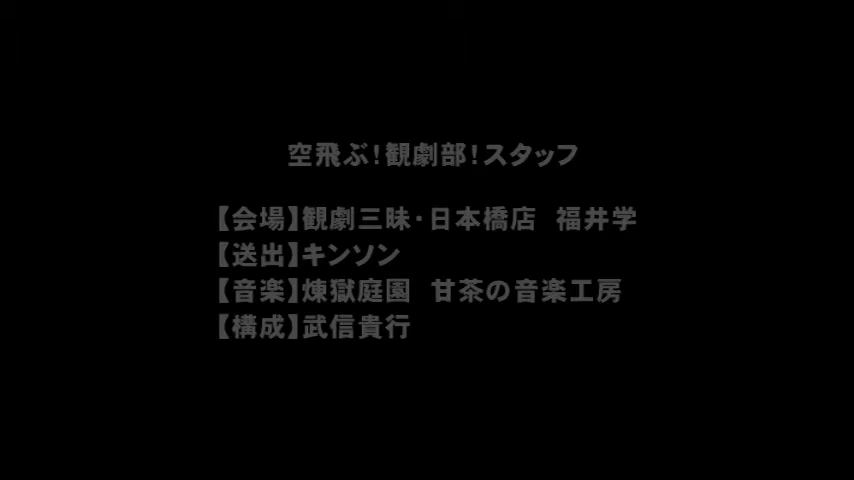 空飛ぶ!観劇部!スタッフ
【会場】観劇三昧・日本橋店　福井学
【送出】キンソン
【音楽】煉獄庭園　甘茶の音楽工房
【構成】武信貴行